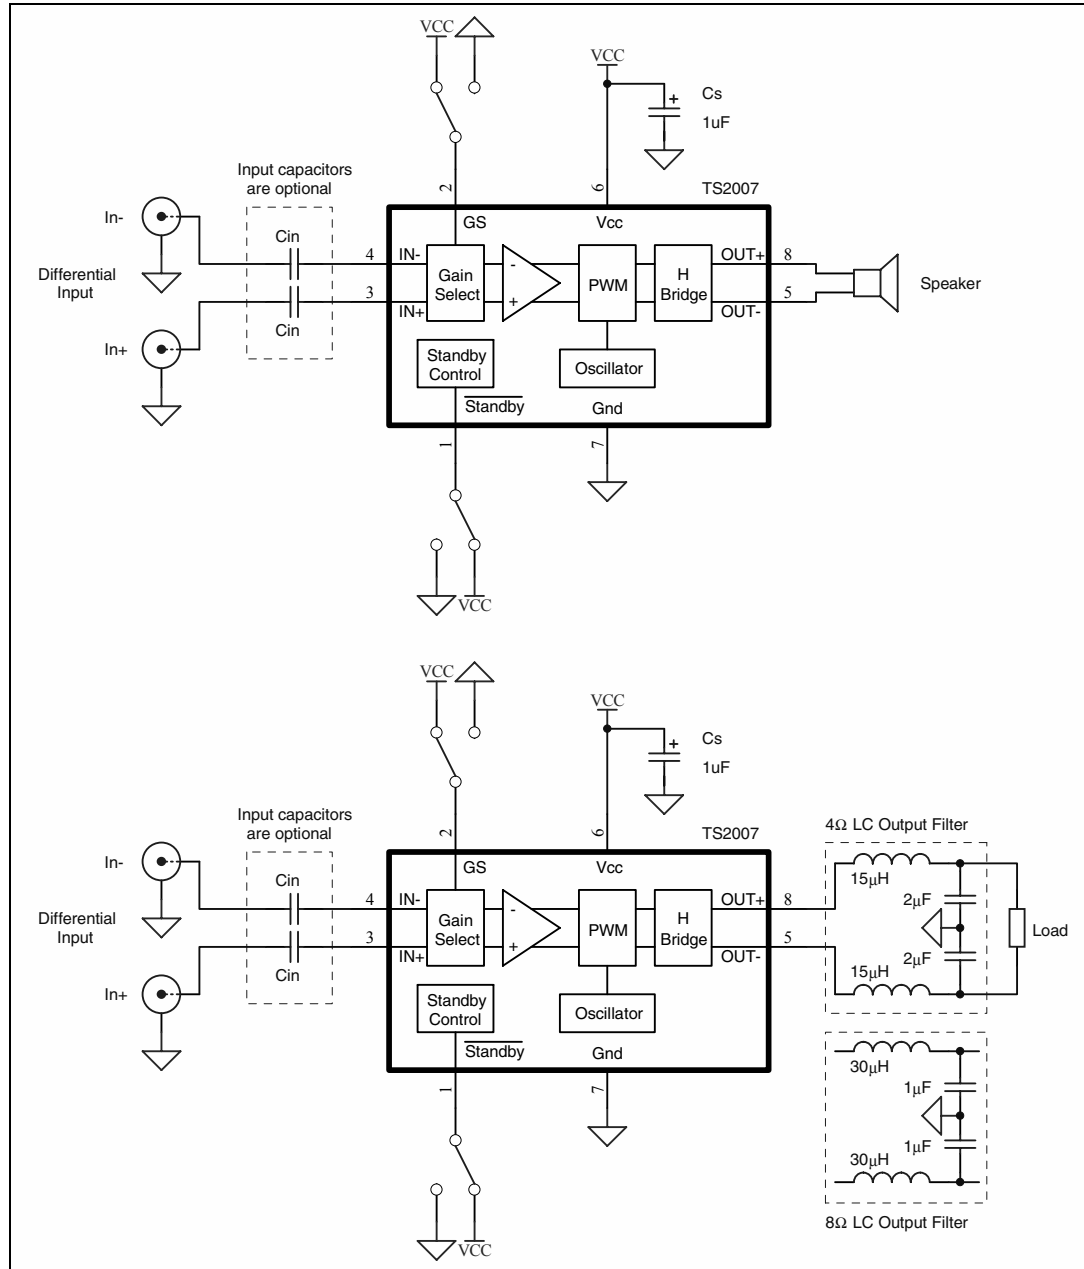 VCC
VCC
Cs
+
1uF
Input capacitors
are optional
2
6
TS2007
In-
GS
Vcc
Cin
4
IN-
OUT+
8
Differential
Input
Gain
Select
-
+
PWM
H
Bridge
Speaker
3
IN+
OUT-
5
Cin
In+
Standby
Control
Oscillator
Standby
Gnd
1
7
VCC
VCC
VCC
Cs
+
1uF
Input capacitors
are optional
2
6
TS2007
4Ω LC Output Filter
In-
GS
Vcc
15µH
Cin
4
IN-
OUT+
8
2µF
Differential
Input
Gain
Select
-
+
PWM
H
Bridge
Load
3
IN+
OUT-
5
2µF
Cin
15µH
In+
Standby
Control
Oscillator
Standby
Gnd
30µH
1
7
1µF
1µF
30µH
8Ω LC Output Filter
VCC